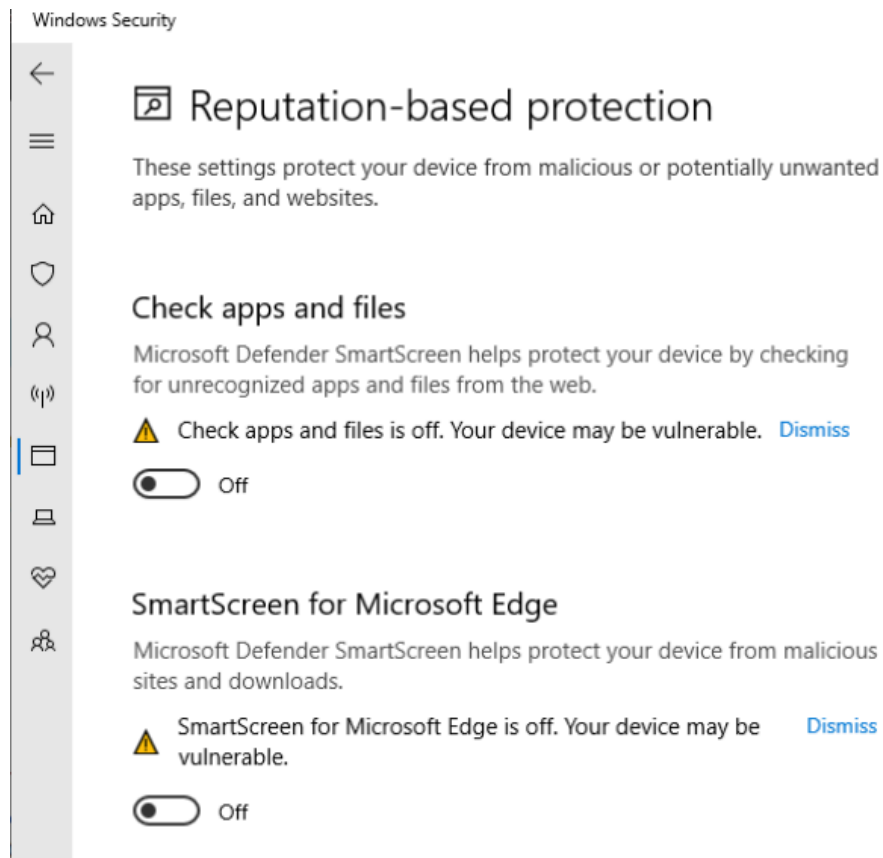 Windows Security
Reputation-based protection
These settings protect your device from malicious or potentially unwanted
apps, files, and websites.
Check apps and files
Microsoft Defender SmartScreen helps protect your device by checking
for unrecognized apps and files from the web.
Check apps and files is off. Your device may be vulnerable. Dismiss
Off
SmartScreen for Microsoft Edge
Microsoft Defender SmartScreen helps protect your device from malicious
sites and downloads.
SmartScreen for Microsoft Edge is off. Your device may be Dismiss
vulnerable.
Off